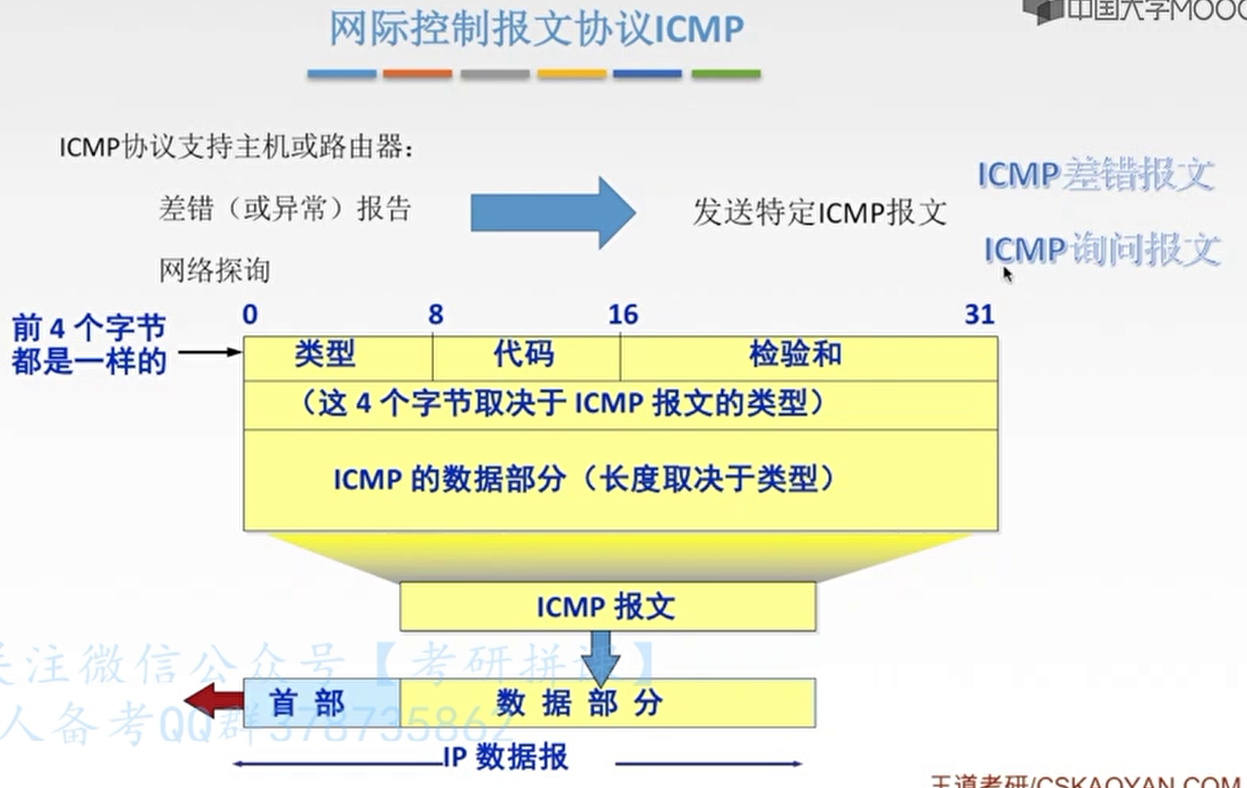 中国大学MOOC
网际控制报文协议ICMP
ICMP协议支持主机或路由器：
差错（或异常）报告
网络探询
发送特定ICMP报文
ICMP差错报文
ICMP询问报文
前 4 个字节
都是一样的
0 8 16 31
类型 代码 检验和
（这 4 个字节取决于 ICMP 报文的类型）
ICMP 的数据部分（长度取决于类型）
ICMP 报文
关注微信公众号【考研拼课】
人备考QQ群378735862
首 部 数 据 部 分
IP 数据报
王道考研/CSKAOYAN.COM